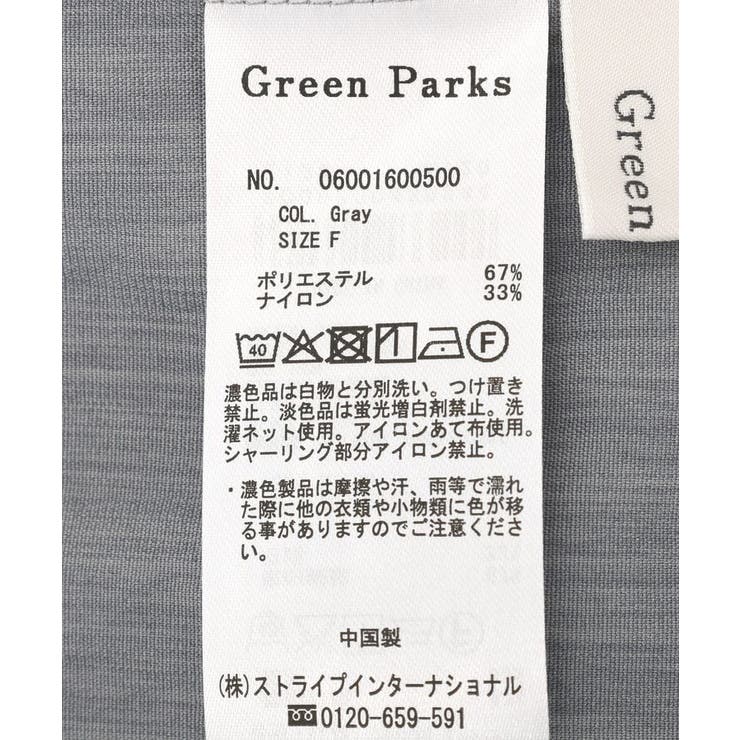 Green Parks
Green
NO. 06001600500
COL. Gray
SIZE F
ポリエステル 67%
ナイロン 33%
40
F
濃色品は白物と分別洗い。つけ置き
禁止。淡色品は蛍光増白剤禁止。洗
濯ネット使用。アイロンあて布使用。
シャーリング部分アイロン禁止。
・濃色製品は摩擦や汗、雨等で濡れ
た際に他の衣類や小物類に色が移
る事がありますのでご注意くださ
い。
中国製
(株)ストライプインターナショナル
0120-659-591